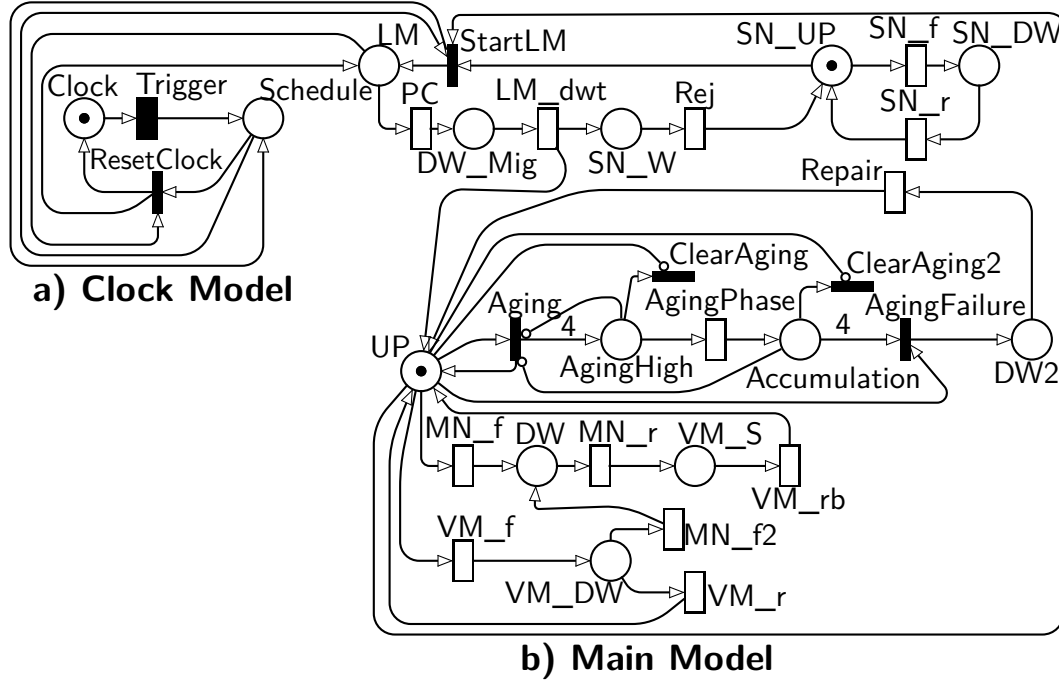 LM
StartLM
SN_UP
SN_f
SN_DW
Clock
Trigger
Schedule
PC
LM_dwt
Rej
SN_r
ResetClock
DW_Mig
SN_W
Repair
a) Clock Model
ClearAging
ClearAging2
Aging
AgingPhase
AgingFailure
4
4
UP
AgingHigh
Accumulation
DW2
MN_f
DW
MN_r
VM_S
VM_rb
VM_f
MN_f2
VM_DW
VM_r
b) Main Model